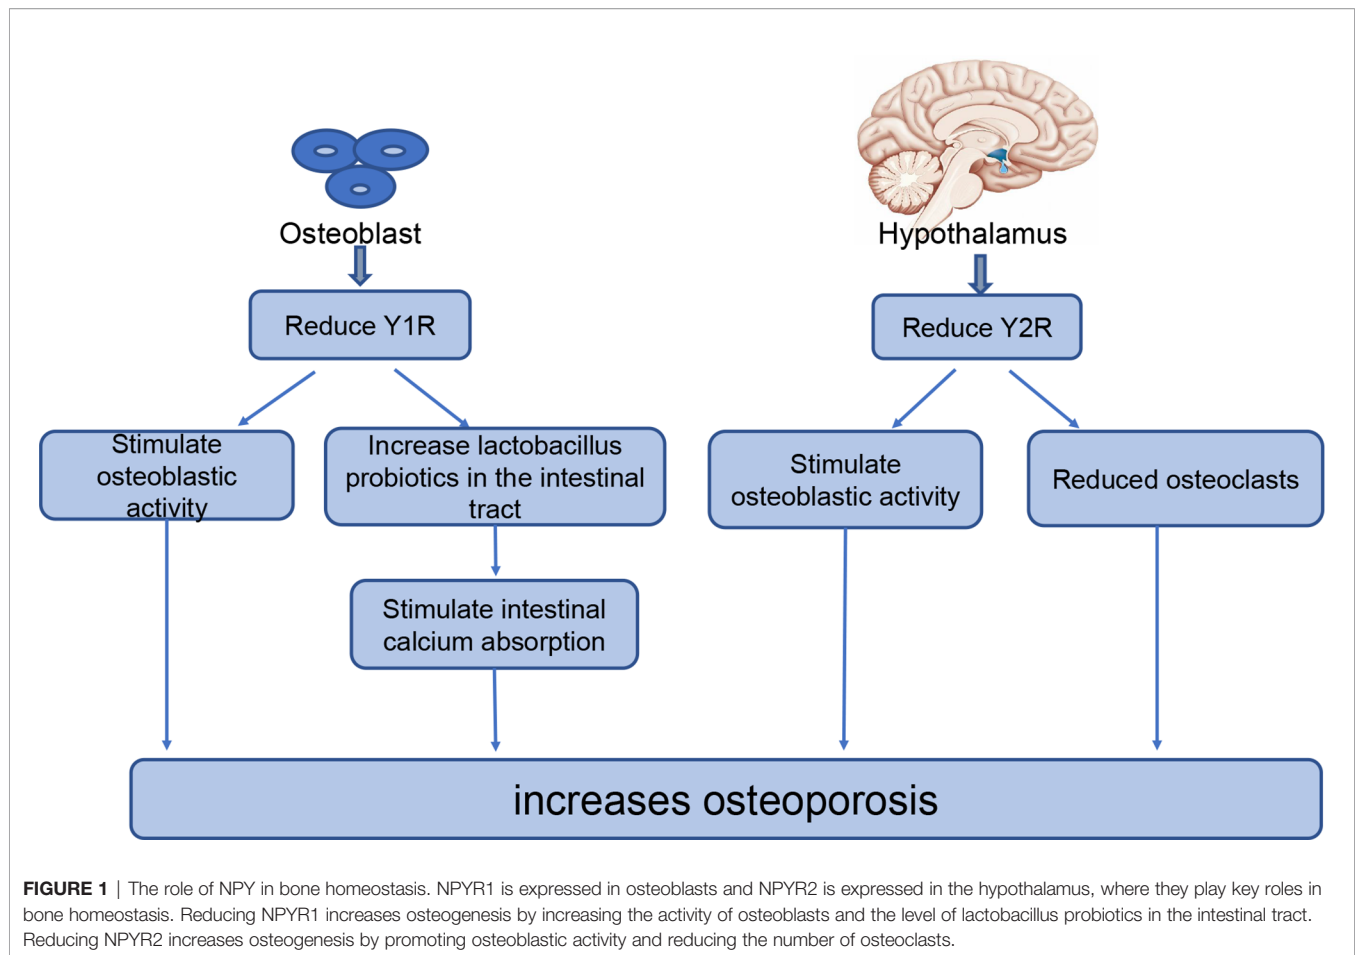 Osteoblast
Hypothalamus
Reduce Y1R
Reduce Y2R
Stimulate
osteoblastic
activity
Increase lactobacillus
probiotics in the intestinal
tract
Stimulate
osteoblastic activity
Reduced osteoclasts
Stimulate intestinal
calcium absorption
increases osteoporosis
FIGURE 1 | The role of NPY in bone homeostasis. NPYR1 is expressed in osteoblasts and NPYR2 is expressed in the hypothalamus, where they play key roles in
bone homeostasis. Reducing NPYR1 increases osteogenesis by increasing the activity of osteoblasts and the level of lactobacillus probiotics in the intestinal tract.
Reducing NPYR2 increases osteogenesis by promoting osteoblastic activity and reducing the number of osteoclasts.